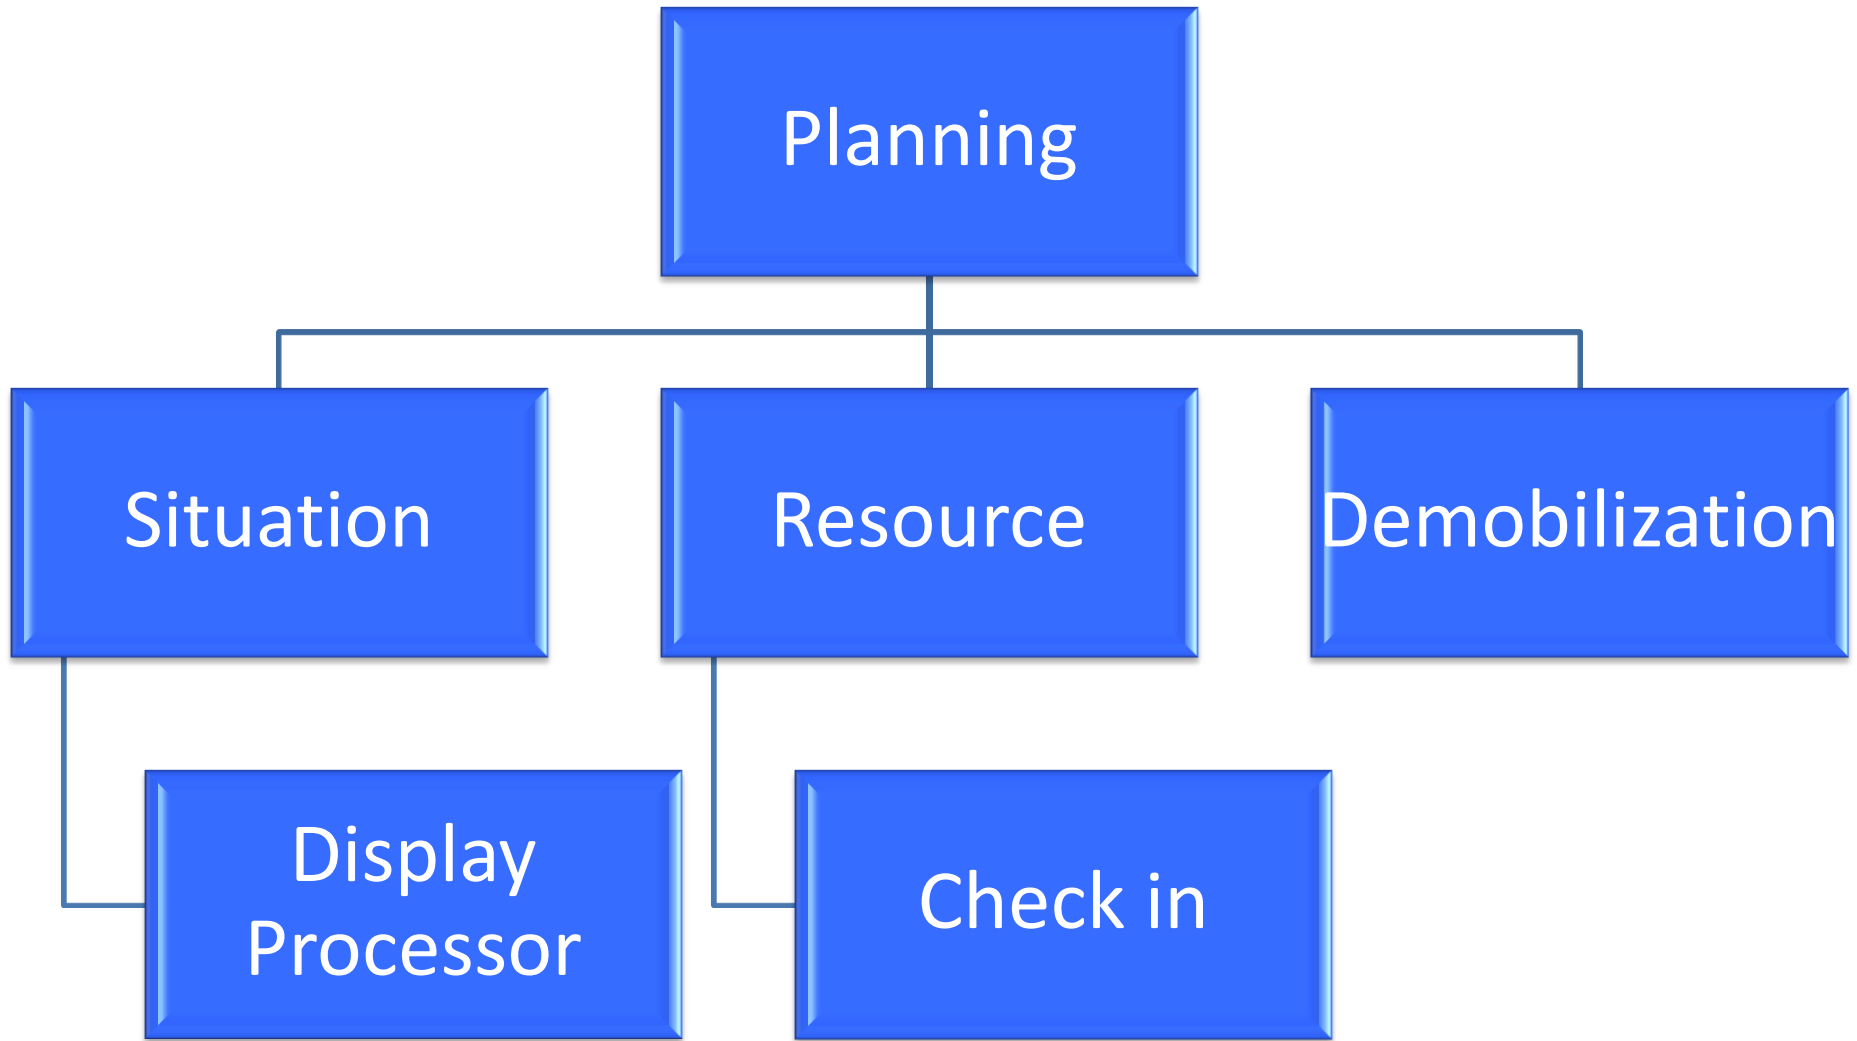 Planning
Situation
Resource
Demobilization
Display
Processor
Check in